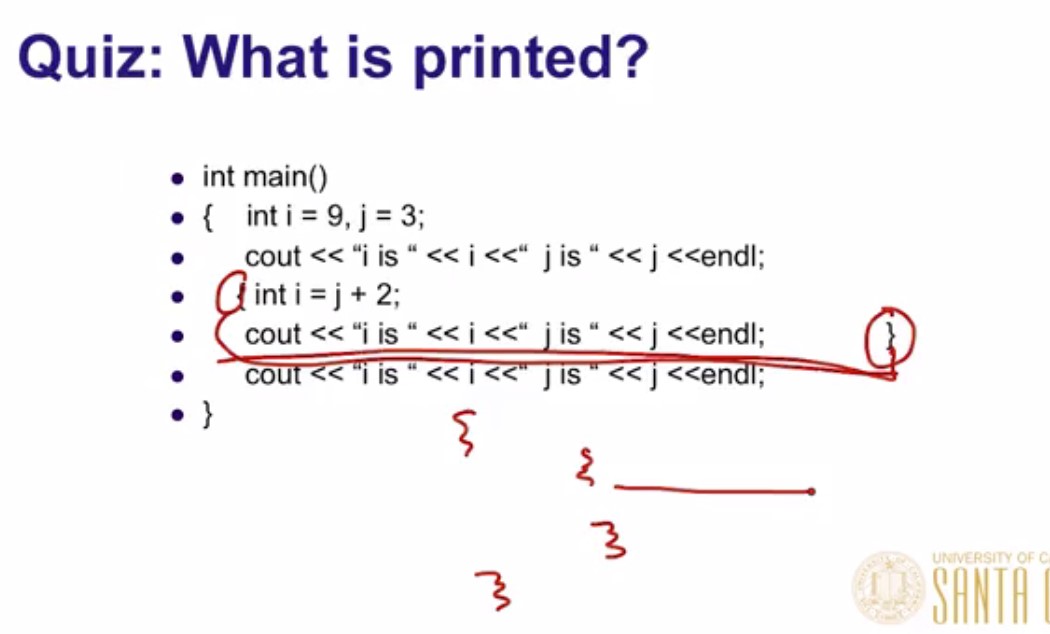 Quiz: What is printed?
• int main()
• { int i = 9, j = 3;
• cout << “i is “ << i <<“ j is “ << j <<endl;
• { int i = j + 2;
• cout << “i is “ << i <<“ j is “ << j <<endl; }
• cout << “i is “ << i <<“ j is “ << j <<endl;
• }
{
{
}
}
UNIVERSITY OF
SANTA